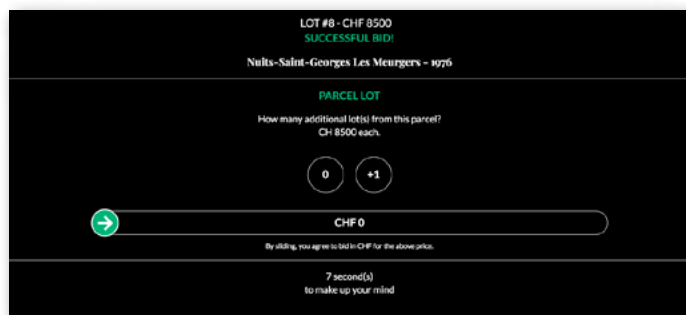 LOT #8 - CHF 8500
SUCCESSFUL BID!
Nuits-Saint-Georges Les Meurgers - 1976
PARCEL LOT
How many additional lot(s) from this parcel?
CH 8500 each.
0 +1
CHF 0
By sliding, you agree to bid in CHF for the above price.
7 second(s)
to make up your mind